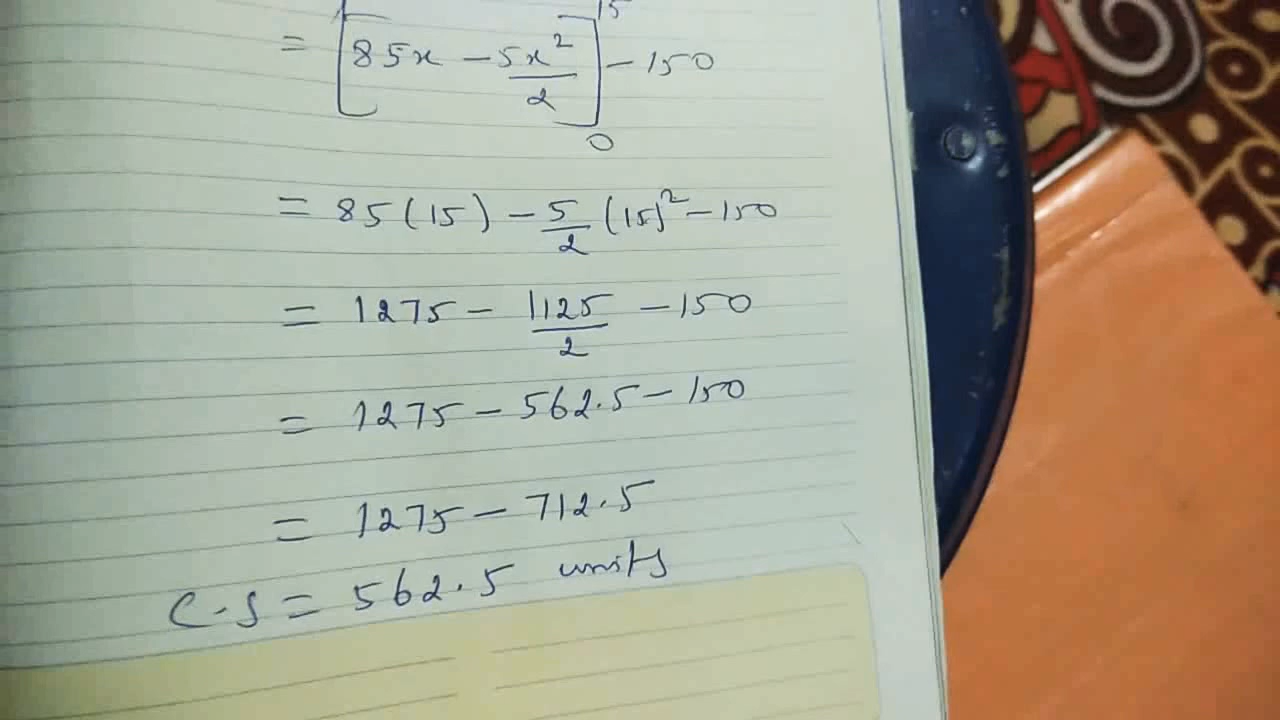 = [85x - 5x²/2]₀¹⁵ - 150
= 85(15) - 5/2 (15)² - 150
= 1275 - 1125/2 - 150
= 1275 - 562.5 - 150
= 1275 - 712.5
C.S = 562.5 units